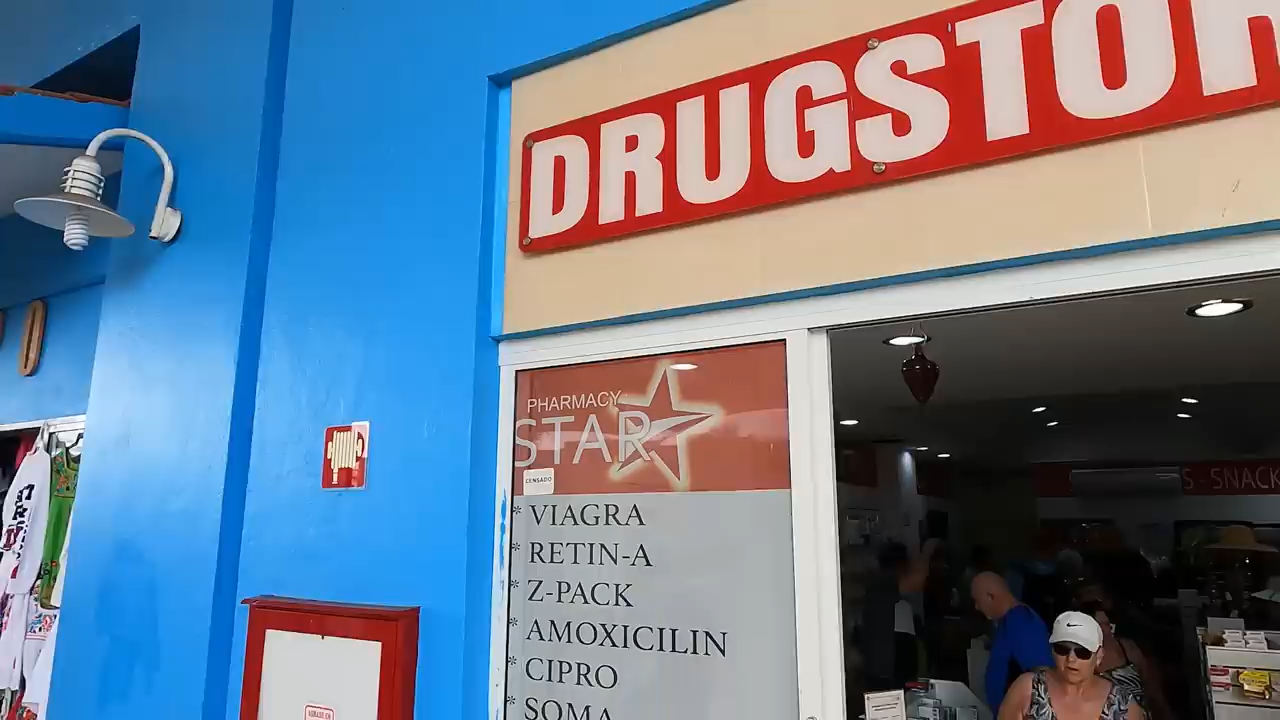 DRUGSTOR
PHARMACY
STAR
CENSADO
* VIAGRA
* RETIN-A
* Z-PACK
* AMOXICILIN
* CIPRO
* SOMA
S - SNACK